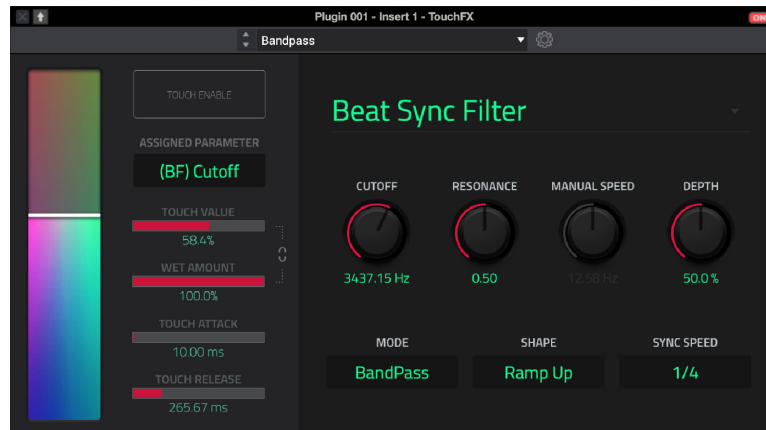 Plugin 001 - Insert 1 - TouchFX
ON
Bandpass
TOUCH ENABLE
ASSIGNED PARAMETER
(BF) Cutoff
TOUCH VALUE
58.4%
WET AMOUNT
100.0%
TOUCH ATTACK
10.00 ms
TOUCH RELEASE
265.67 ms
Beat Sync Filter
CUTOFF RESONANCE MANUAL SPEED DEPTH
3437.15 Hz 0.50 12.58 Hz 50.0 %
MODE SHAPE SYNC SPEED
BandPass Ramp Up 1/4